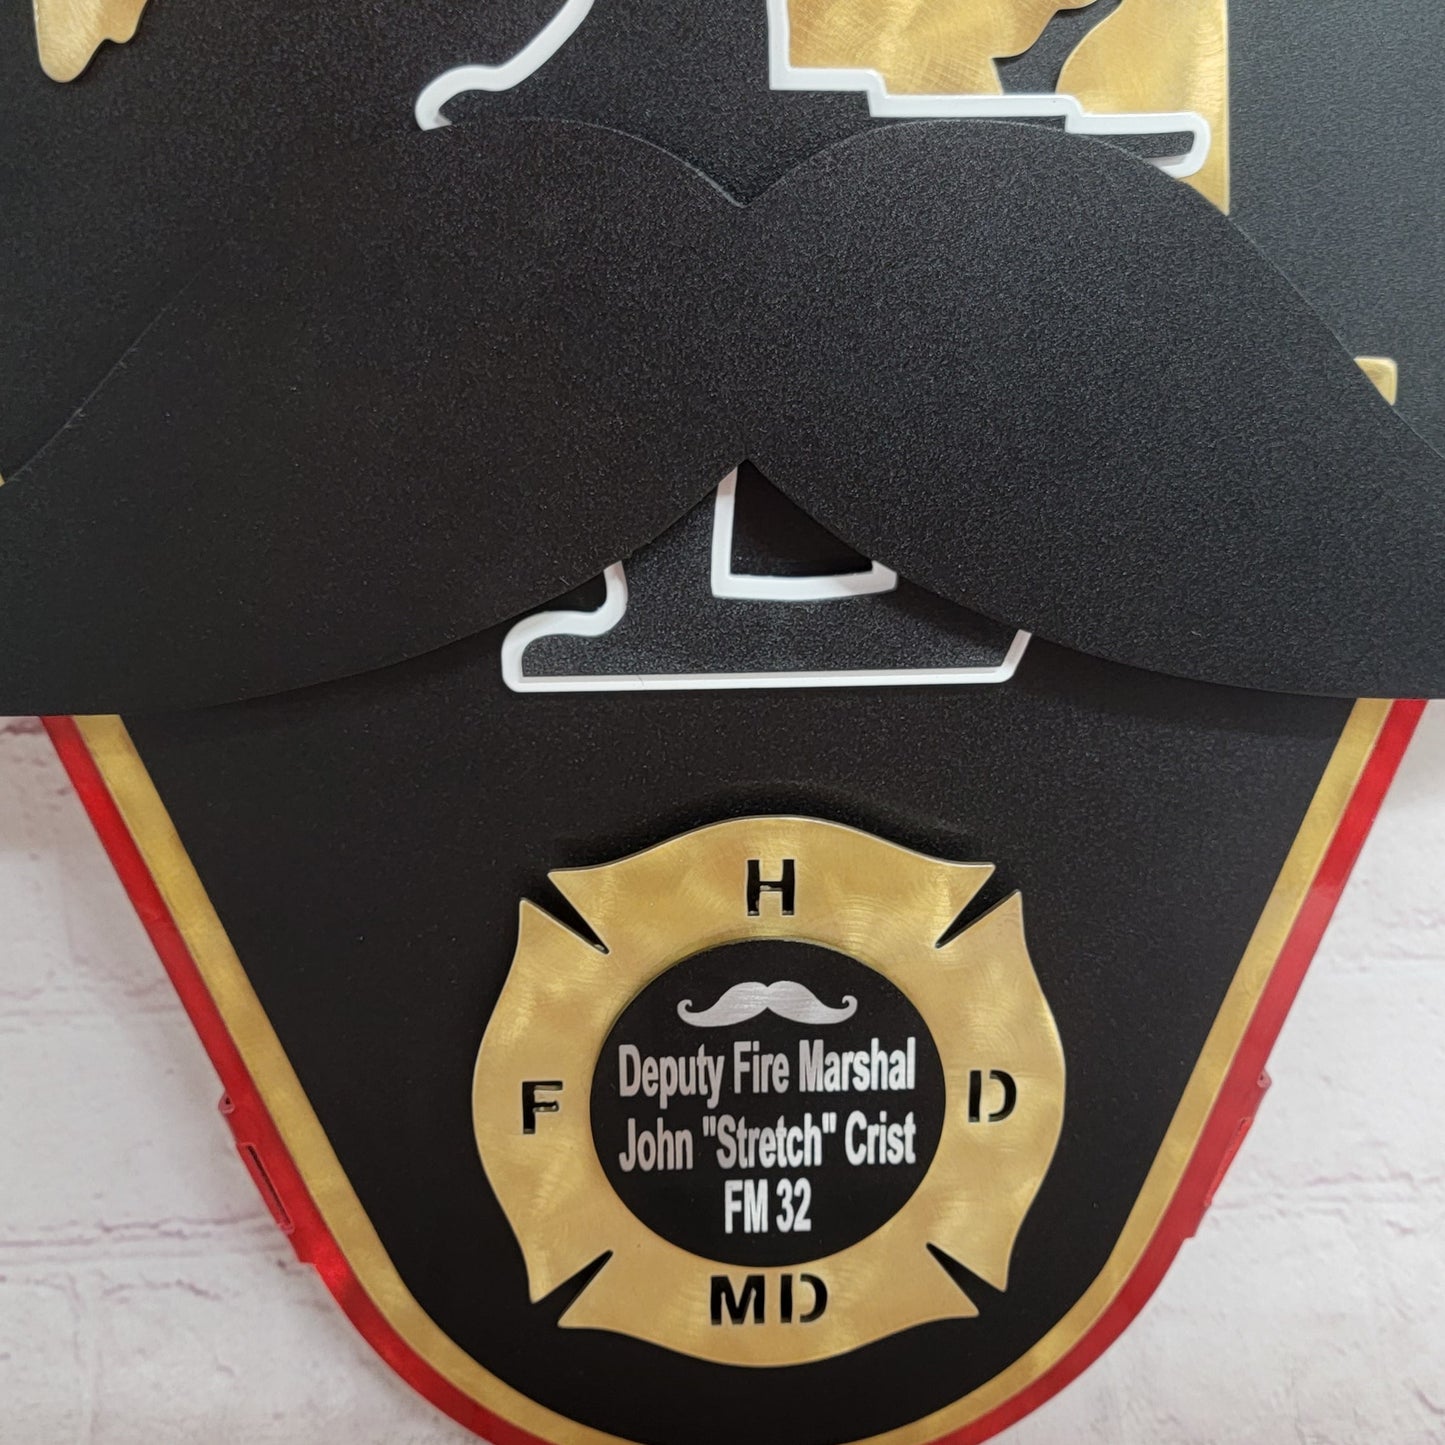 H
F
D
Deputy Fire Marshal
John "Stretch" Crist
FM 32
MD